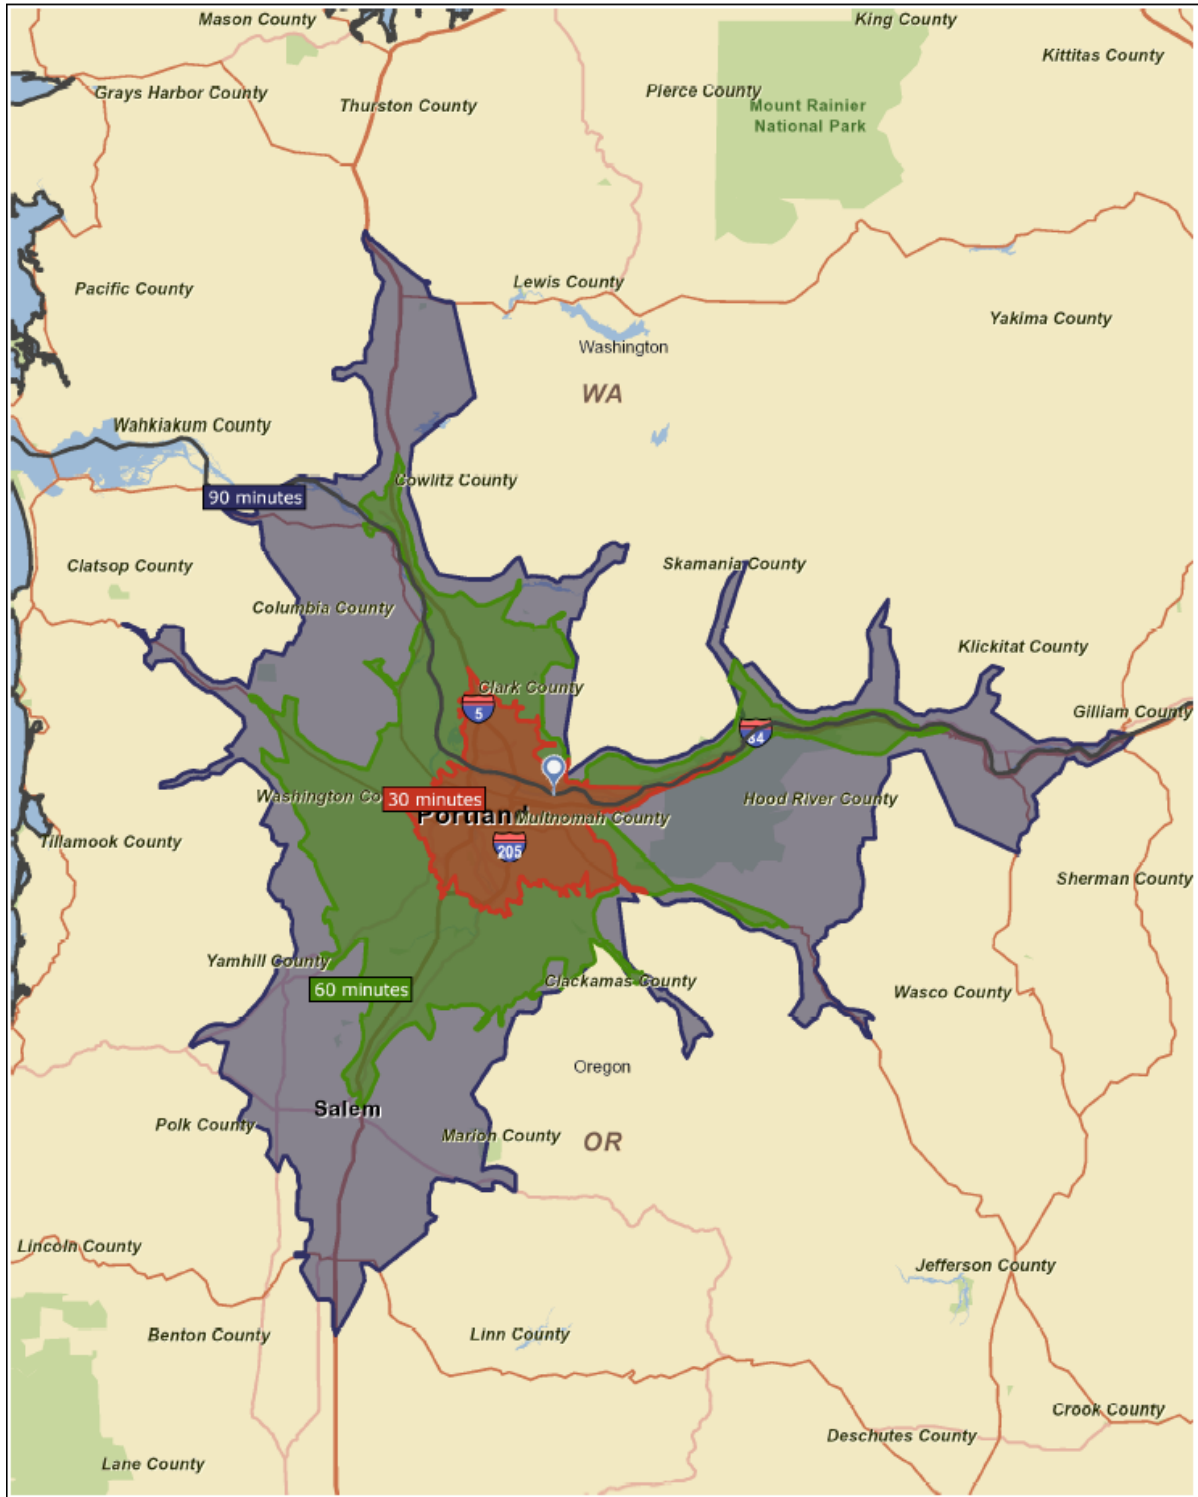 Mason County
King County
Kittitas County
Grays Harbor County
Thurston County
Pierce County
Mount Rainier
National Park
Pacific County
Lewis County
Yakima County
Washington
WA
Wahkiakum County
Cowlitz County
90 minutes
Clatsop County
Skamania County
Columbia County
Klickitat County
Clark County
5
Gilliam County
84
Washington Co
30 minutes
Hood River County
Portland
Multnomah County
Tillamook County
205
Sherman County
Yamhill County
60 minutes
Clackamas County
Wasco County
Oregon
Salem
Polk County
Marion County
OR
Lincoln County
Jefferson County
Benton County
Linn County
Crook County
Deschutes County
Lane County